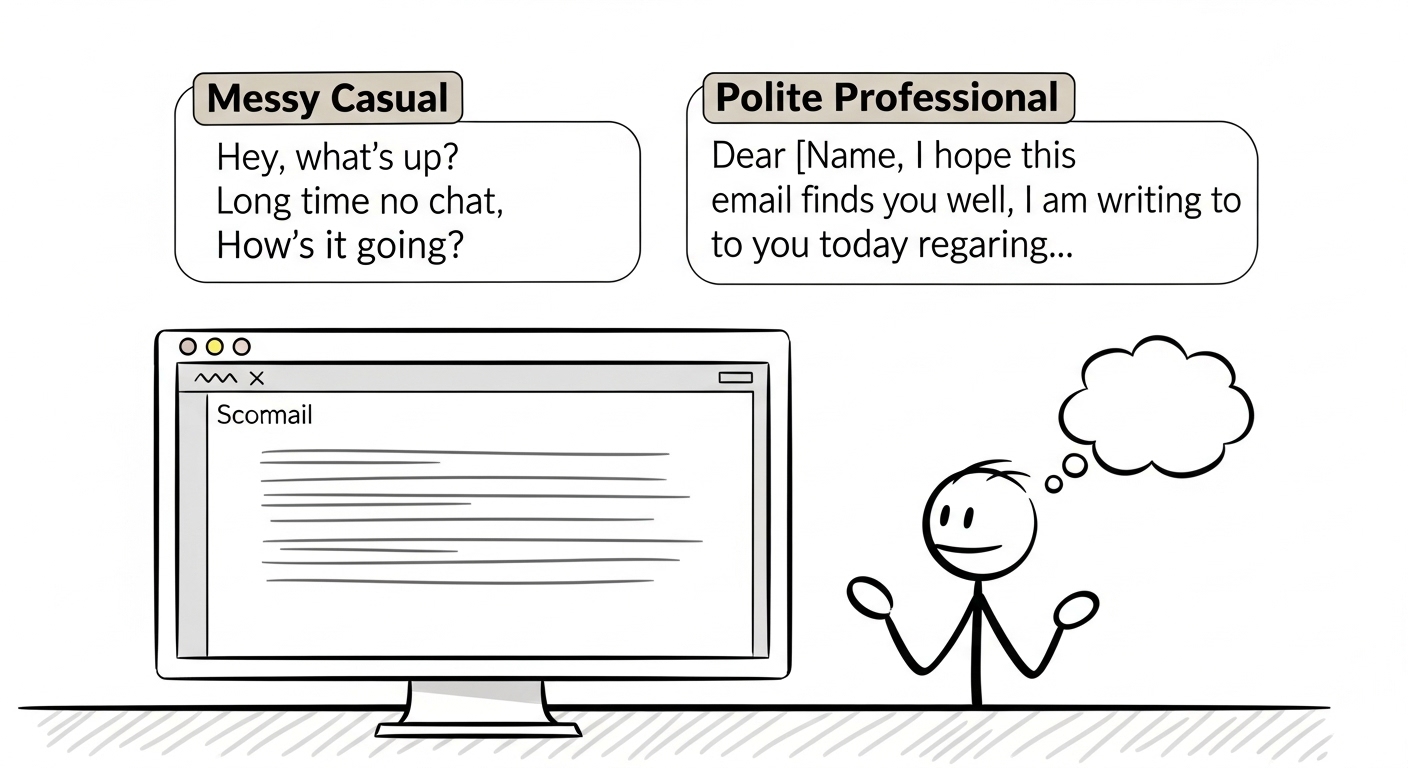 Messy Casual
Hey, what’s up?
Long time no chat,
How’s it going?
Polite Professional
Dear [Name, I hope this
email finds you well, I am writing to
to you today regaring...
Scormail